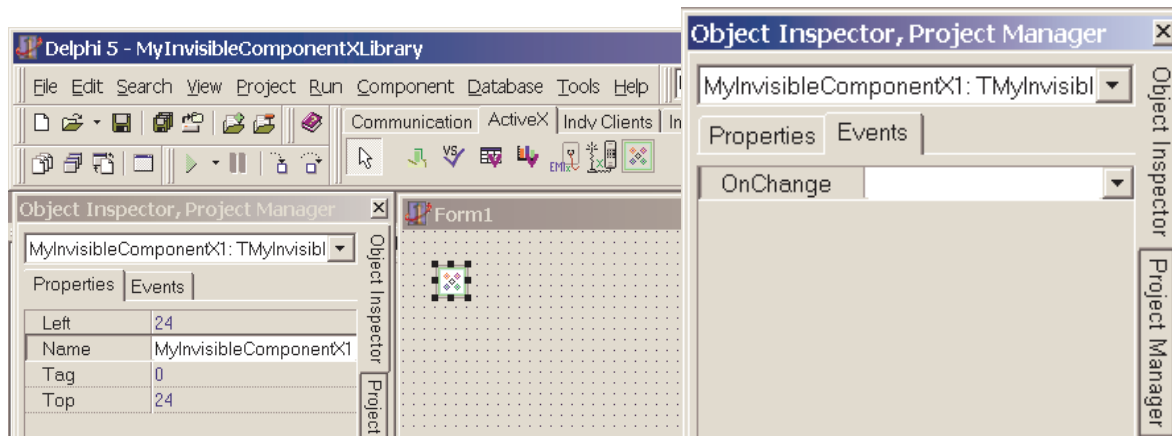 Delphi 5 - MyInvisibleComponentXLibrary
File Edit Search View Project Run Component Database Tools Help
Communication ActiveX Indy Clients In
EMIx
Object Inspector, Project Manager
MyInvisibleComponentX1: TMyInvisibl
Properties Events
Left 24
Name MyInvisibleComponentX1
Tag 0
Top 24
Object Inspector
Project
Form1
Object Inspector, Project Manager
MyInvisibleComponentX1: TMyInvisibl
Properties Events
OnChange
Object Inspector
Project Manager